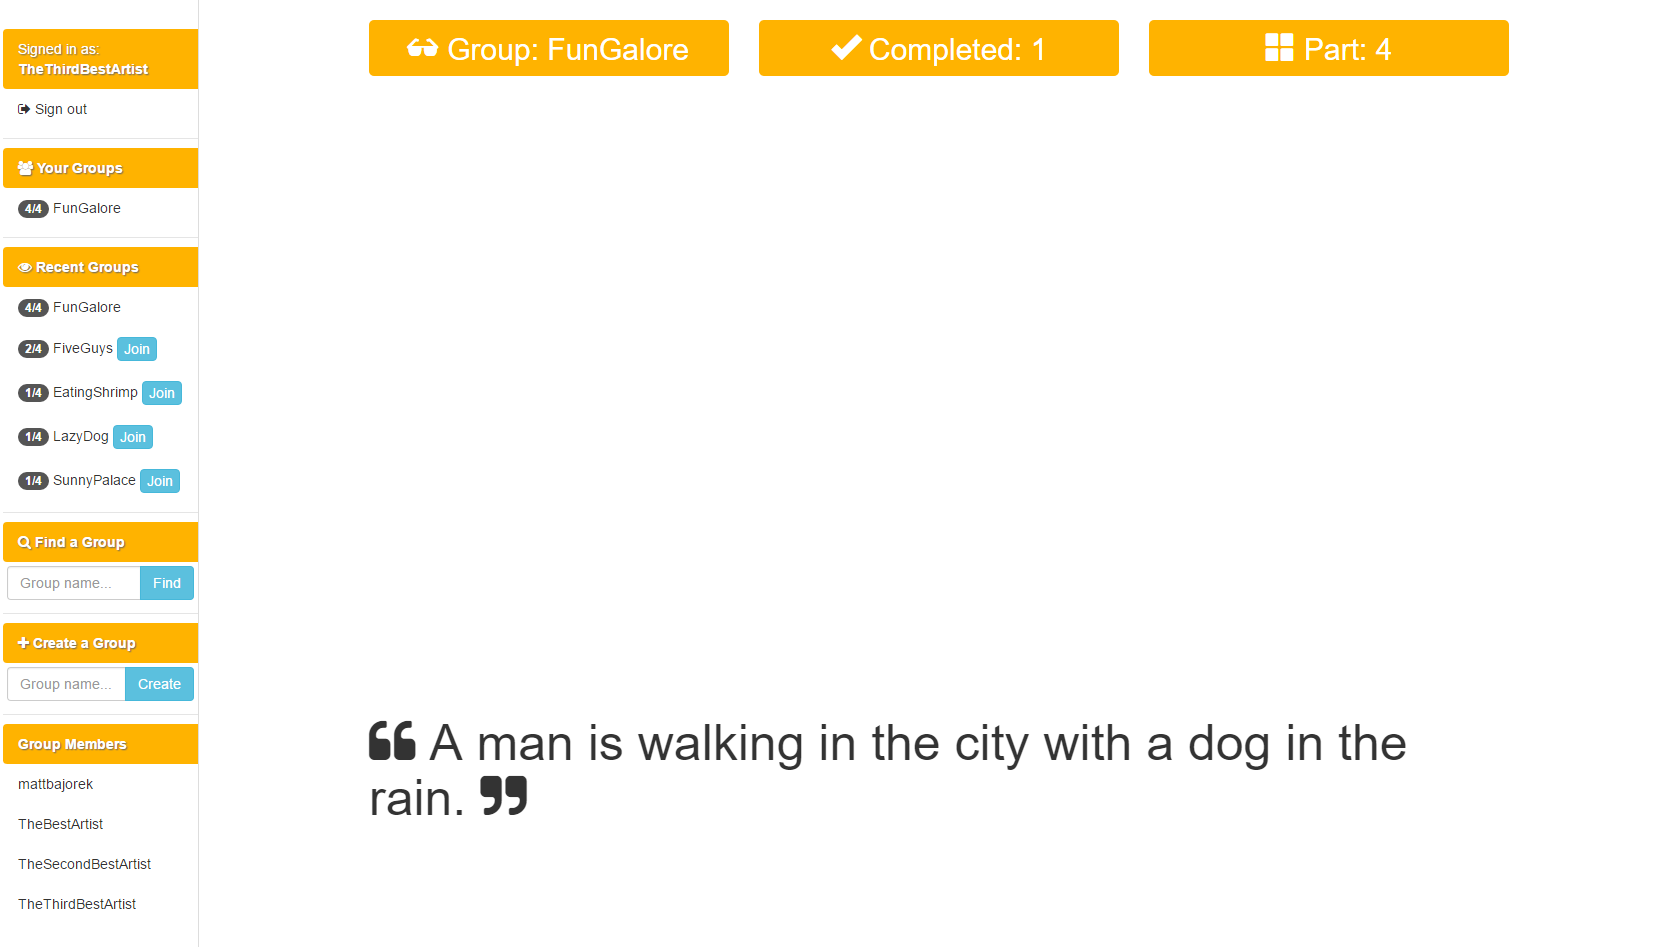 Signed in as:
TheThirdBestArtist
Sign out
Your Groups
4/4 FunGalore
Recent Groups
4/4 FunGalore
2/4 FiveGuys Join
1/4 EatingShrimp Join
1/4 LazyDog Join
1/4 SunnyPalace Join
Find a Group
Group name... Find
Create a Group
Group name... Create
Group Members
mattbajorek
TheBestArtist
TheSecondBestArtist
TheThirdBestArtist
Group: FunGalore
Completed: 1
Part: 4
“ A man is walking in the city with a dog in the
rain. ”